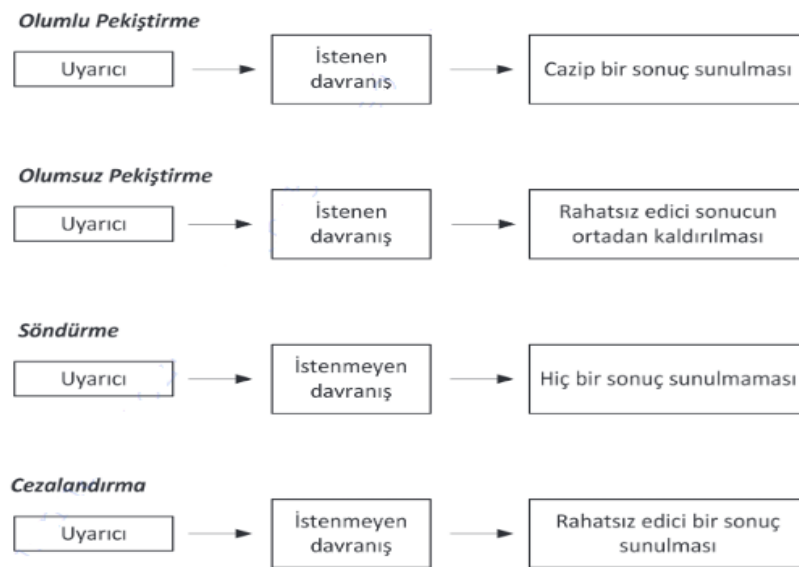 Olumlu Pekiştirme
Uyarıcı
İstenen
davranış
Cazip bir sonuç sunulması
Olumsuz Pekiştirme
Uyarıcı
İstenen
davranış
Rahatsız edici sonucun
ortadan kaldırılması
Söndürme
Uyarıcı
İstenmeyen
davranış
Hiç bir sonuç sunulmaması
Cezalandırma
Uyarıcı
İstenmeyen
davranış
Rahatsız edici bir sonuç
sunulması